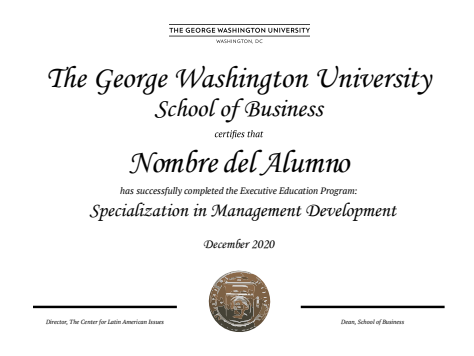 THE GEORGE WASHINGTON UNIVERSITY
WASHINGTON, DC
The George Washington University
School of Business
certifies that
Nombre del Alumno
has successfully completed the Executive Education Program:
Specialization in Management Development
December 2020
Director, The Center for Latin American Issues
Dean, School of Business